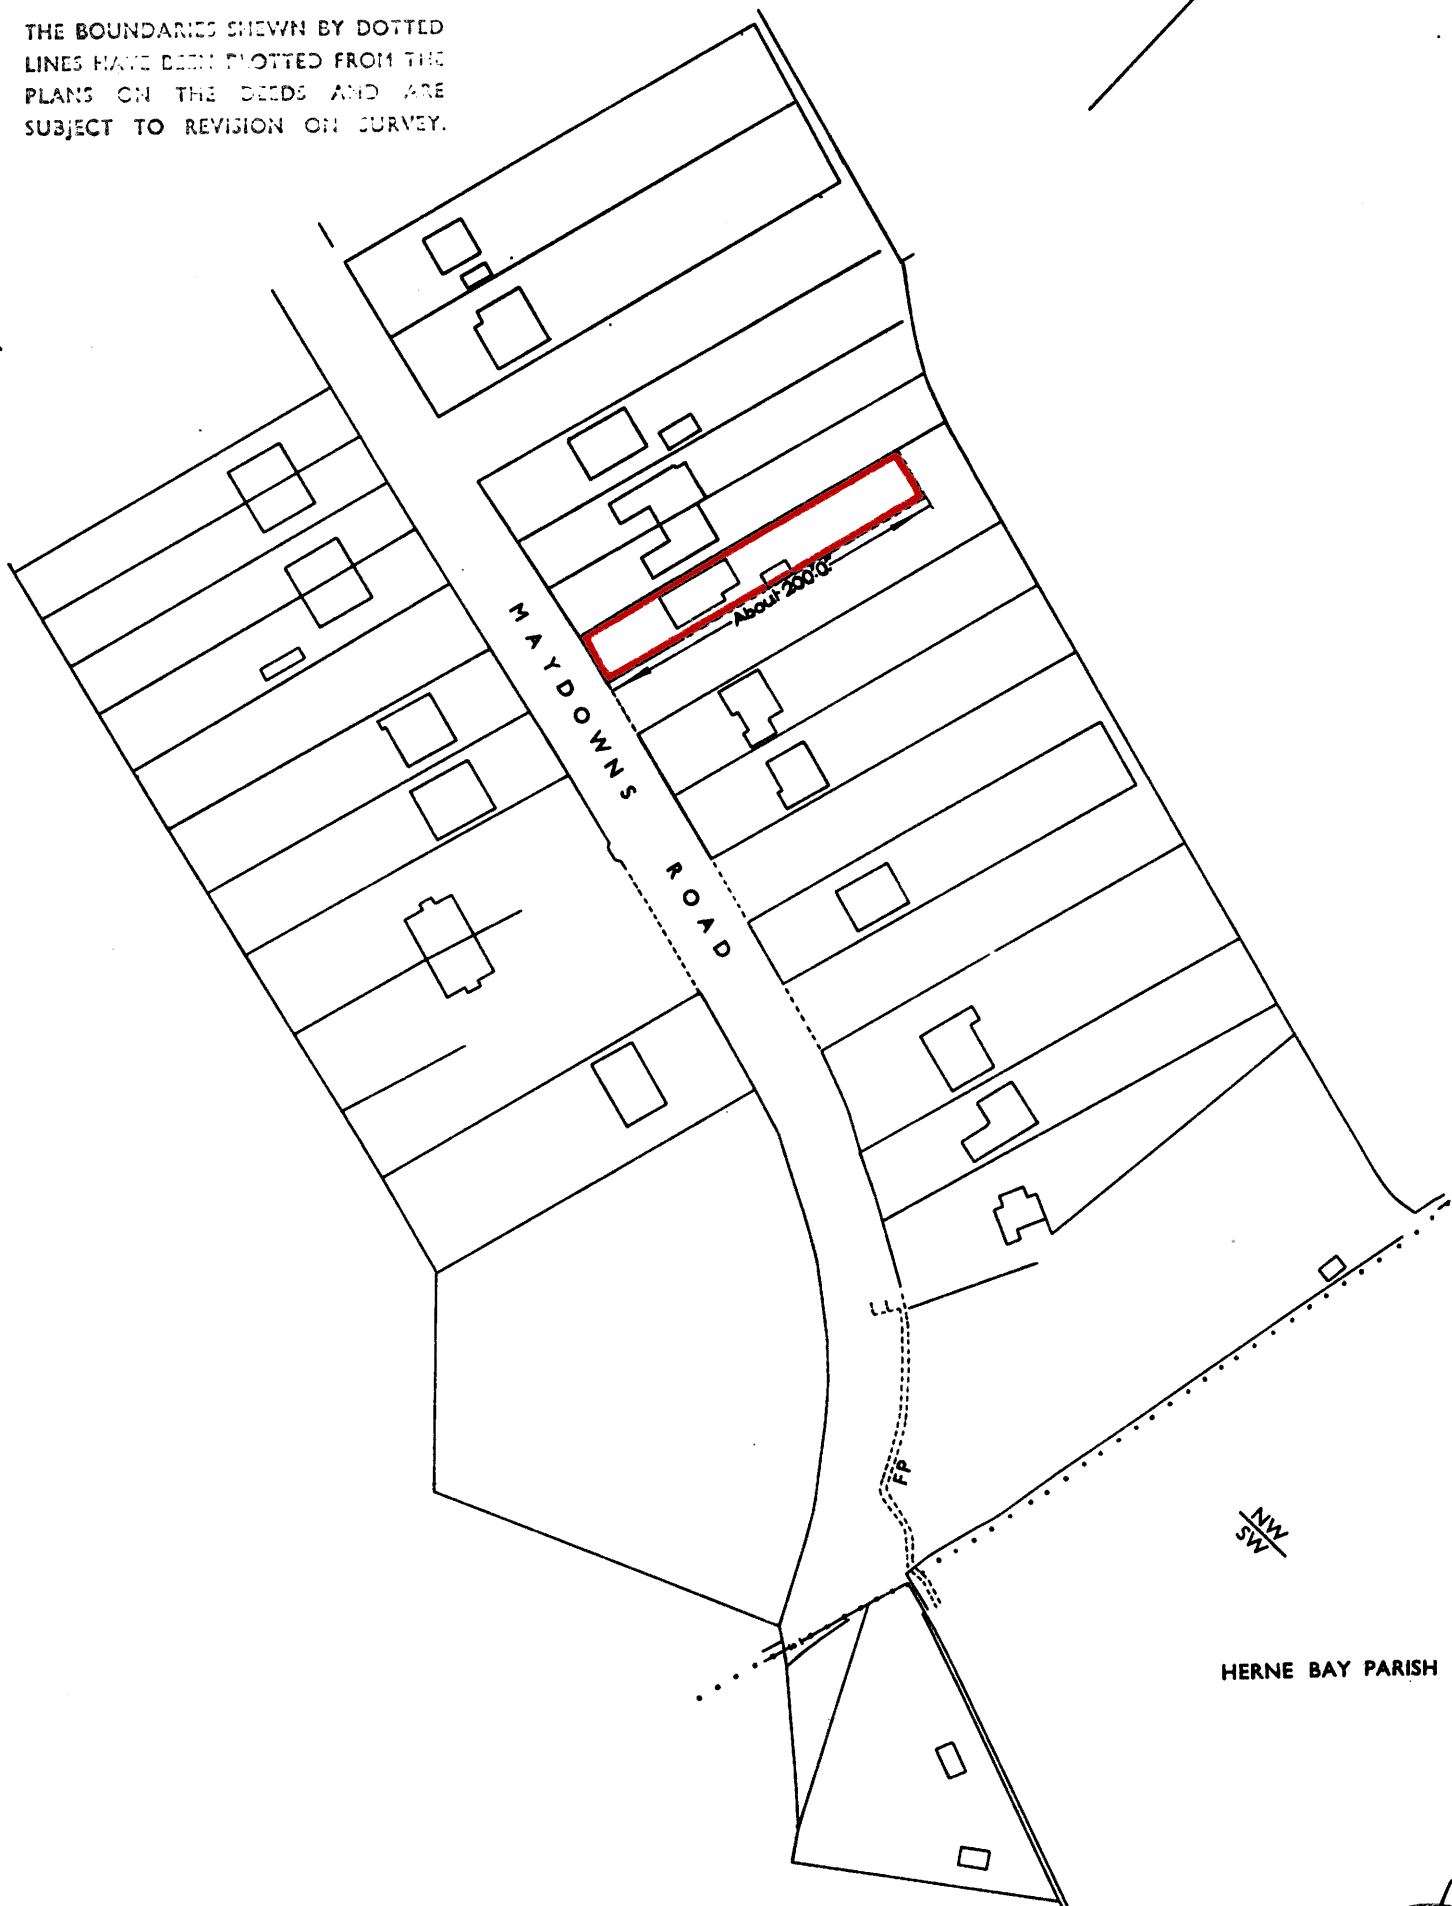 THE BOUNDARIES SHEWN BY DOTTED
LINES HAVE BEEN PLOTTED FROM THE
PLANS ON THE DEEDS AND ARE
SUBJECT TO REVISION ON SURVEY.
About 200'.0"
MAYDOWNS ROAD
FP
NW
SW
HERNE BAY PARISH